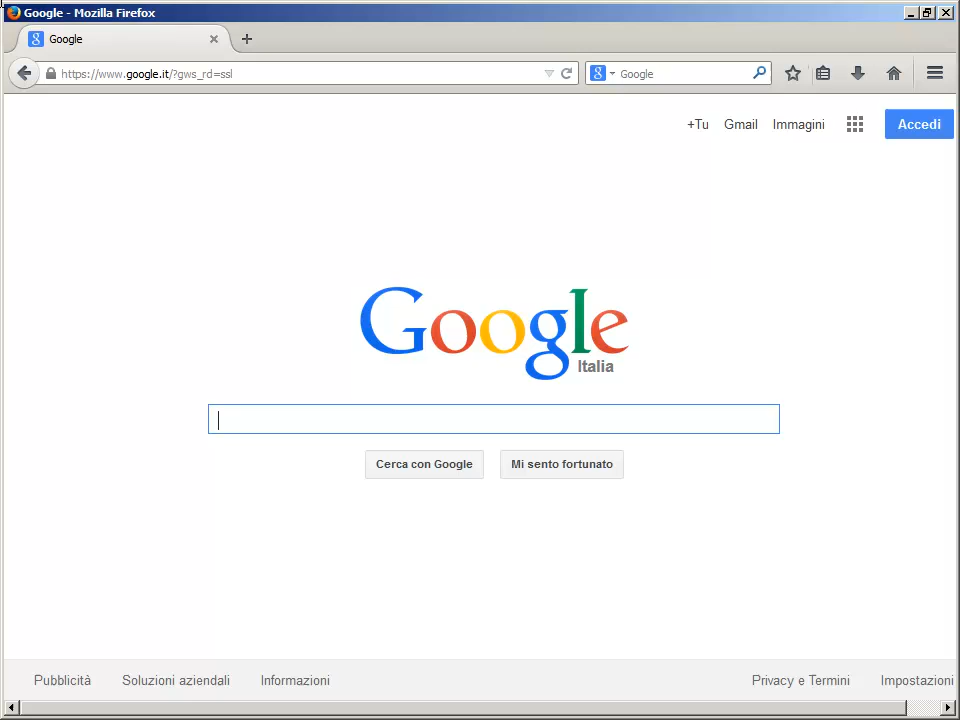 Google - Mozilla Firefox
Google
https://www.google.it/?gws_rd=ssl
Google
+Tu Gmail Immagini Accedi
Google
Italia
Cerca con Google Mi sento fortunato
Pubblicità Soluzioni aziendali Informazioni Privacy e Termini Impostazioni